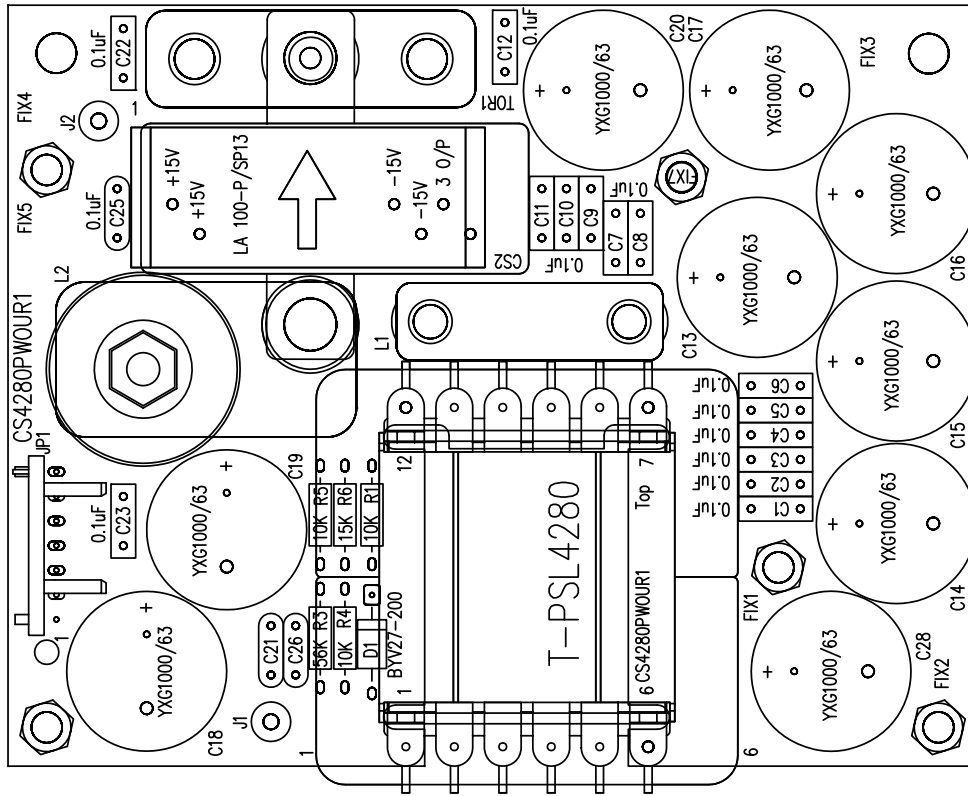 0.1uF
C22
0.1uF
C12
C20
C17
FIX3
FIX4
J2
1
TOR1
YXG1000/63
YXG1000/63
+
+
FIX5
0.1uF
C25
+15V
+15V
LA 100-P/SP13
-15V
-15V
3 0/P
CS2
C11
C10
C9
0.1uF
0.1uF
C7
C8
FIX7
YXG1000/63
+
C16
L2
L1
YXG1000/63
+
C13
CS4280PWOUR1
JP1
YXG1000/63
+
C15
0.1uF
C6
0.1uF
C5
0.1uF
C4
0.1uF
C3
0.1uF
C2
0.1uF
C1
0.1uF
C23
YXG1000/63
+
C19
10K R5
15K R6
10K R1
12
7
Top
T-PSL4280
YXG1000/63
+
C14
1
56K R3
10K R4
D1
BYV27-200
1
6
CS4280PWOUR1
C21
C26
FIX1
YXG1000/63
+
C18
J1
1
6
YXG1000/63
+
C28
FIX2